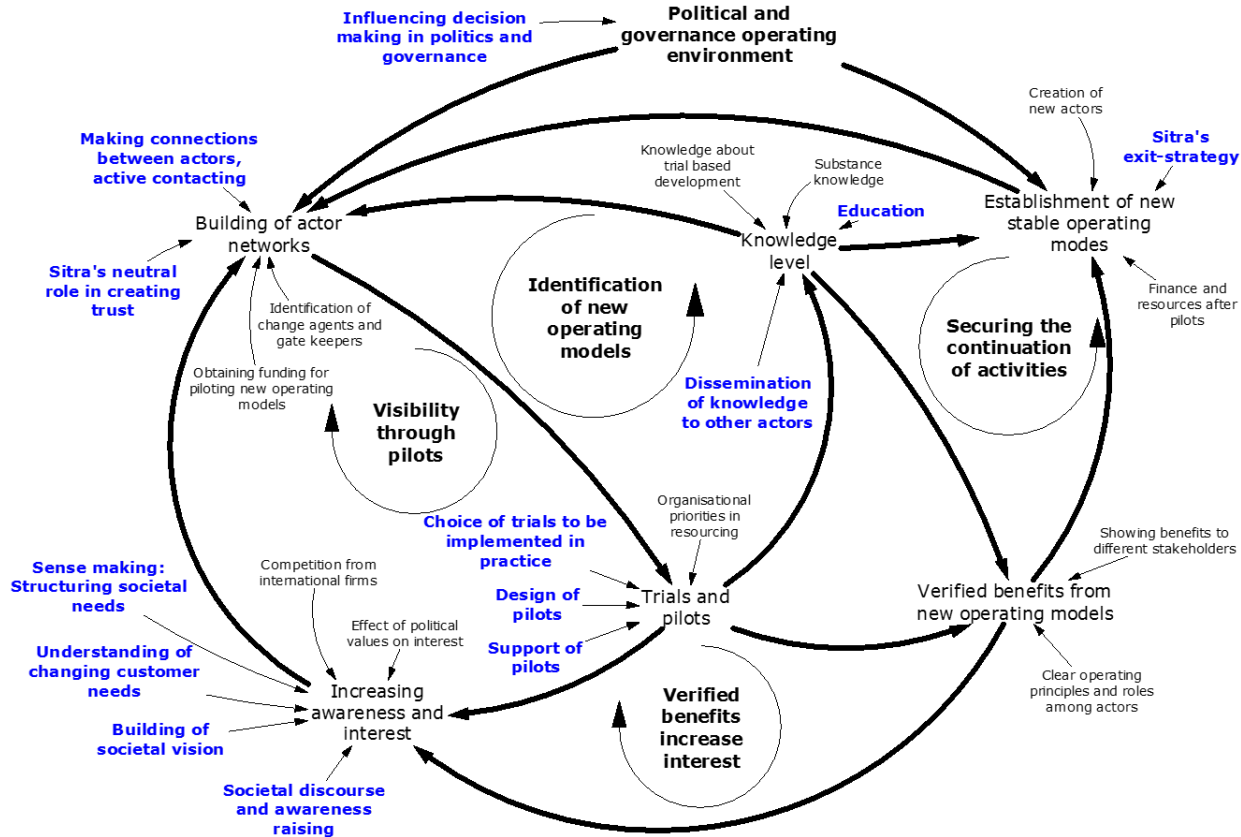 Influencing decision
making in politics and
governance
Political and
governance operating
environment
Creation of
new actors
Sitra's
exit-strategy
Making connections
between actors,
active contacting
Knowledge about
trial based
development
Substance
knowledge
Education
Establishment of new
stable operating
modes
Building of actor
networks
Knowledge
level
Sitra's neutral
role in creating
trust
Identification of
change agents and
gate keepers
Identification
of new
operating
models
Finance and
resources after
pilots
Securing the
continuation
of activities
Obtaining funding for
piloting new operating
models
Visibility
through
pilots
Dissemination
of knowledge
to other actors
Organisational
priorities in
resourcing
Choice of trials to be
implemented in
practice
Showing benefits to
different stakeholders
Sense making:
Structuring societal
needs
Competition from
international firms
Design of
pilots
Trials and
pilots
Verified benefits from
new operating models
Effect of political
values on interest
Support of
pilots
Understanding of
changing customer
needs
Clear operating
principles and roles
among actors
Increasing
awareness and
interest
Verified
benefits
increase
interest
Building of
societal vision
Societal discourse
and awareness
raising